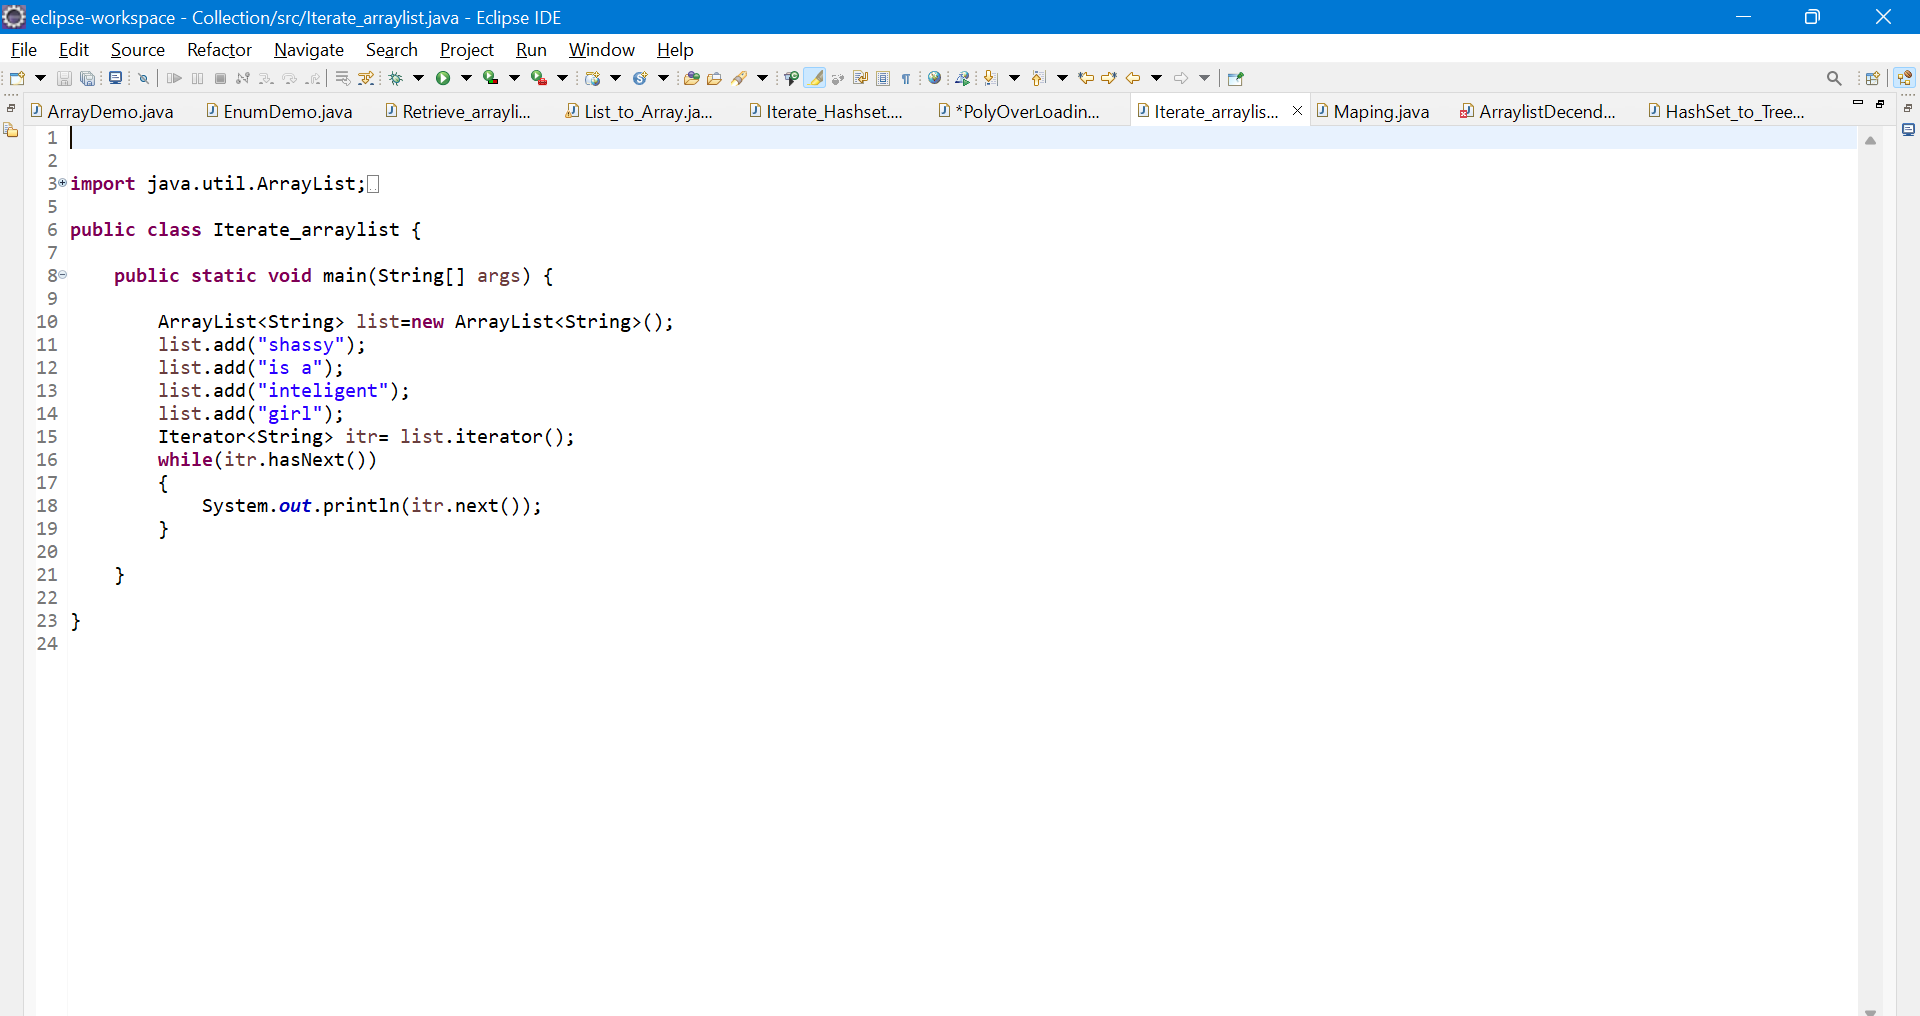 eclipse-workspace - Collection/src/Iterate_arraylist.java - Eclipse IDE
File Edit Source Refactor Navigate Search Project Run Window Help
ArrayDemo.java EnumDemo.java Retrieve_arrayli... List_to_Array.ja... Iterate_Hashset.... *PolyOverLoadin... Iterate_arraylis... Maping.java ArraylistDecend... HashSet_to_Tree...
1
2
3 import java.util.ArrayList;
5
6 public class Iterate_arraylist {
7
8     public static void main(String[] args) {
9
10         ArrayList<String> list=new ArrayList<String>();
11         list.add("shassy");
12         list.add("is a");
13         list.add("inteligent");
14         list.add("girl");
15         Iterator<String> itr= list.iterator();
16         while(itr.hasNext())
17         {
18             System.out.println(itr.next());
19         }
20
21     }
22
23 }
24